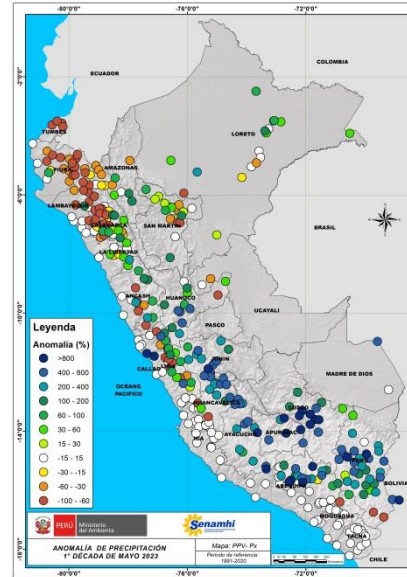 -80°0'0" -76°0'0" -72°0'0"
COLOMBIA
ECUADOR
-2°0'0"
TUMBES
LORETO
PIURA
AMAZONAS
-6°0'0"
LAMBAYEQUE
CAJAMARCA
SAN MARTIN
BRASIL
LA LIBERTAD
ANCASH
HUANUCO
-10°0'0"
UCAYALI
PASCO
Leyenda
Anomalía (%)
>800
400 - 800
200 - 400
100 - 200
60 - 100
30 - 60
15 - 30
-15 - 15
-30 - -15
-60 - -30
-100 - -60
JUNIN
LIMA
CALLAO
MADRE DE DIOS
OCÉANO
PACIFICO
HUANCAVELICA
CUSCO
-14°0'0"
ICA
AYACUCHO
APURIMAC
PUNO
BOLIVIA
AREQUIPA
MOQUEGUA
TACNA
CHILE
PERÚ
Ministerio
del Ambiente
Senamhi
ANOMALÍA DE PRECIPITACIÓN
1° DÉCADA DE MAYO 2023
Mapa: PPV- Px
Periodo de referencia
1991-2020
-18°0'0"
-80°0'0" -76°0'0" -72°0'0"